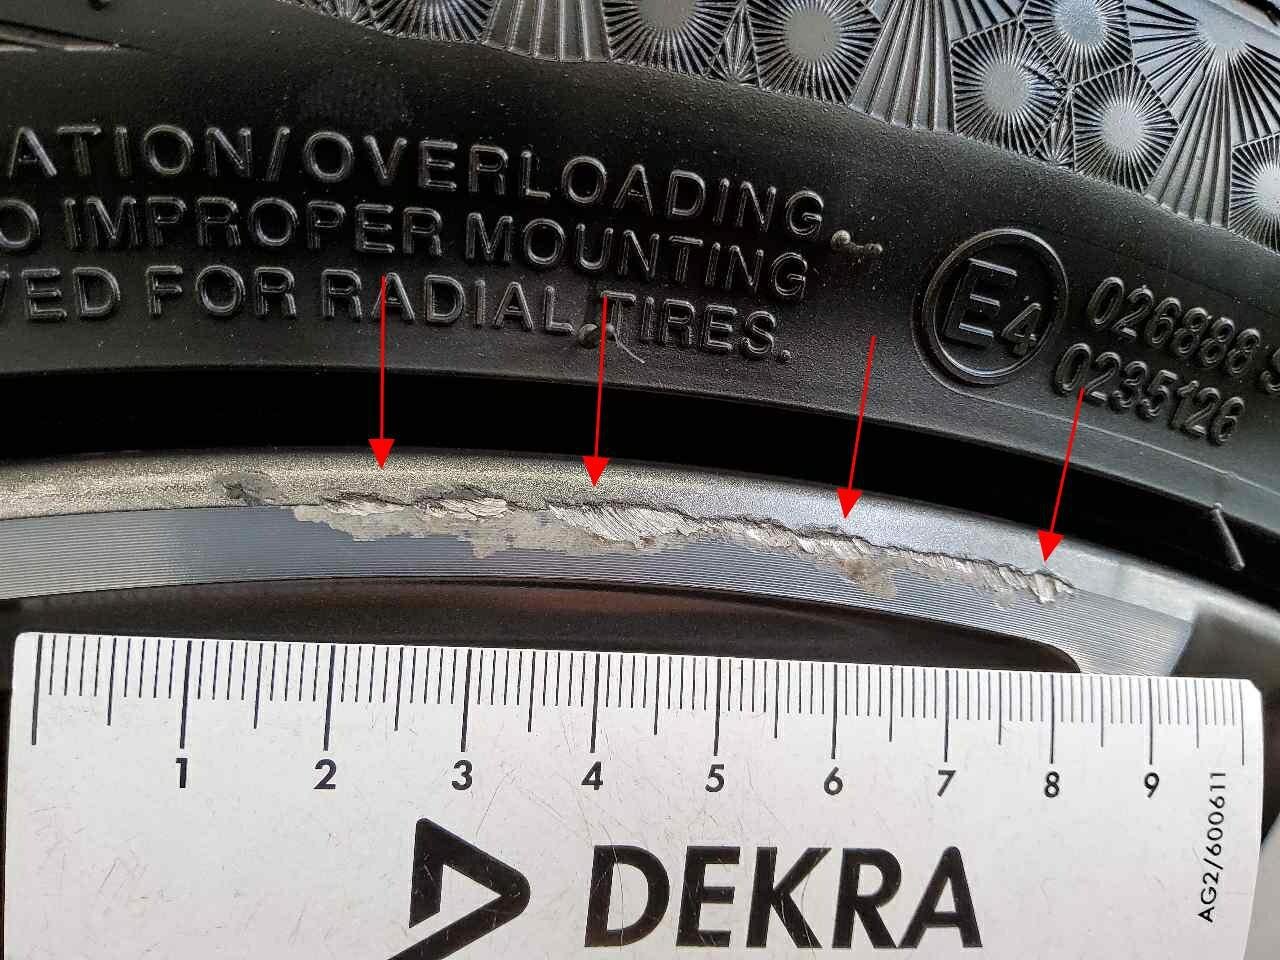 ATION/OVERLOADING
O IMPROPER MOUNTING
VED FOR RADIAL TIRES.
E4
026888 S
0235126
1 2 3 4 5 6 7 8 9
DEKRA
AG2/600611